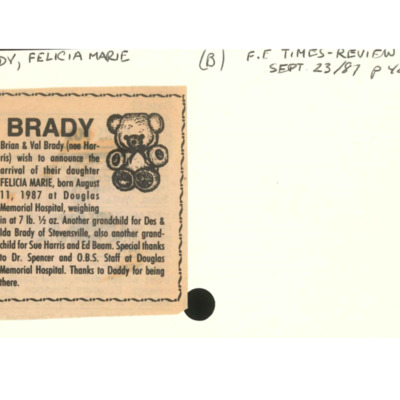 DY, FELICIA MARIE (B) F.E TIMES-REVIEW
SEPT 23/87 p
BRADY
Brian & Val Brady (nee Har-
ris) wish to announce the
arrival of their daughter
FELICIA MARIE, born August
11, 1987 at Douglas
Memorial Hospital, weighing
in at 7 lb. ½ oz. Another grandchild for Des &
Ida Brady of Stevensville, also another grand-
child for Sue Harris and Ed Beam. Special thanks
to Dr. Spencer and O.B.S. Staff at Douglas
Memorial Hospital. Thanks to Daddy for being
there.